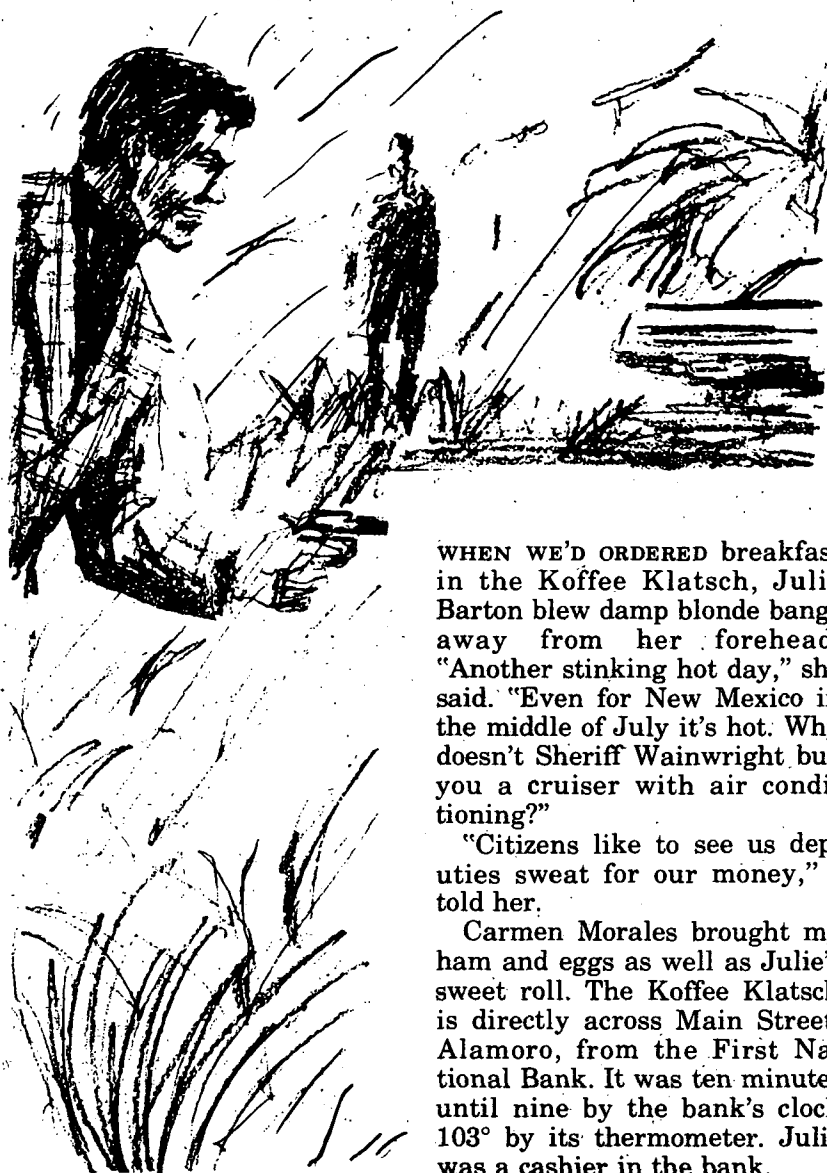 WHEN WE'D ORDERED breakfas
in the Koffee Klatsch, Juli
Barton blew damp blonde bang
away from her forehead
"Another stinking hot day," sh
said. "Even for New Mexico i
the middle of July it's hot. Wh
doesn't Sheriff Wainwright bu
you a cruiser with air condi
tioning?"
"Citizens like to see us dep
uties sweat for our money,"
told her.
Carmen Morales brought m
ham and eggs as well as Julie'
sweet roll. The Koffee Klatsc
is directly across Main Street
Alamoro, from the First Na
tional Bank. It was ten minute
until nine by the bank's cloc
103° by its thermometer. Juli
was a cashier in the bank.